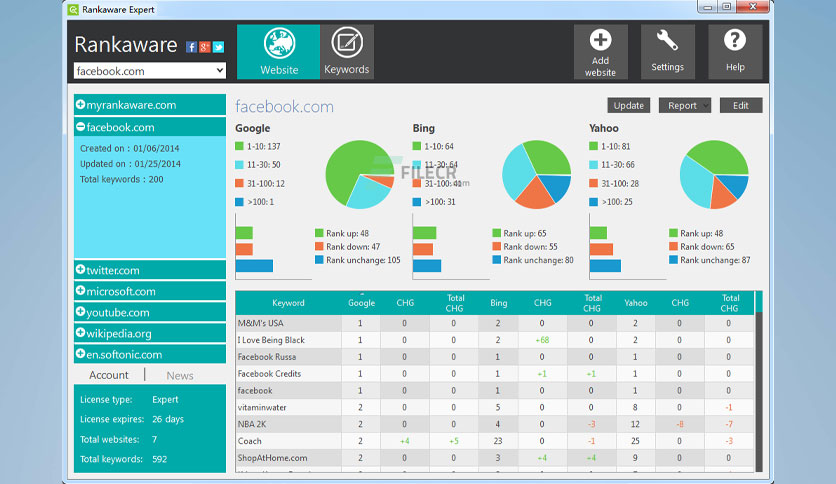 Rankaware Expert
Rankaware
facebook.com
Website
Keywords
Add website
Settings
Help
myrankaware.com
facebook.com
Created on : 01/06/2014
Updated on : 01/25/2014
Total keywords : 200
twitter.com
microsoft.com
youtube.com
wikipedia.org
en.softonic.com
Account | News
License type: Expert
License expires: 26 days
Total websites: 7
Total keywords: 592
facebook.com
Update
Report
Edit
Google
1-10: 137
11-30: 50
31-100: 12
>100: 1
Rank up: 48
Rank down: 47
Rank unchange: 105
Bing
1-10: 64
11-30: 64
31-100: 41
>100: 31
Rank up: 65
Rank down: 55
Rank unchange: 80
Yahoo
1-10: 81
11-30: 66
31-100: 28
>100: 25
Rank up: 48
Rank down: 65
Rank unchange: 87
FILECR
.com
Keyword Google CHG Total CHG Bing CHG Total CHG Yahoo CHG Total CHG
M&M's USA 1 0 0 2 0 0 2 0 0
I Love Being Black 1 0 0 2 +68 0 2 0 0
Facebook Russa 1 0 0 1 0 0 1 0 0
Facebook Credits 1 0 0 1 +1 +1 1 0 0
facebook 1 0 0 1 0 0 1 0 0
vitaminwater 2 0 0 5 0 0 8 0 -1
NBA 2K 2 0 0 4 0 -3 12 -8 -7
Coach 2 +4 +5 23 0 -1 25 0 -3
ShopAtHome.com 2 0 0 3 +4 +4 9 0 0